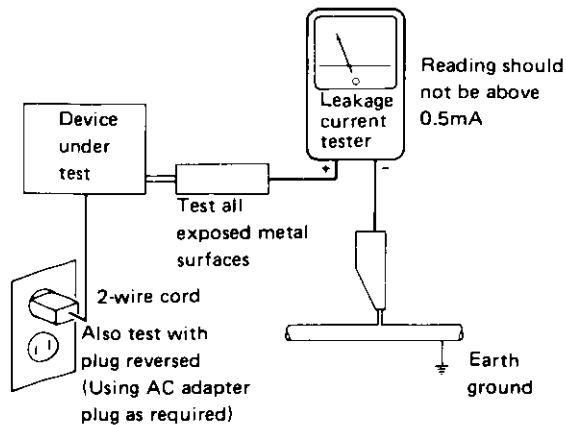 Device
under
test
Leakage
current
tester
+
-
Reading should
not be above
0.5mA
Test all
exposed metal
surfaces
2-wire cord
Also test with
plug reversed
(Using AC adapter
plug as required)
Earth
ground